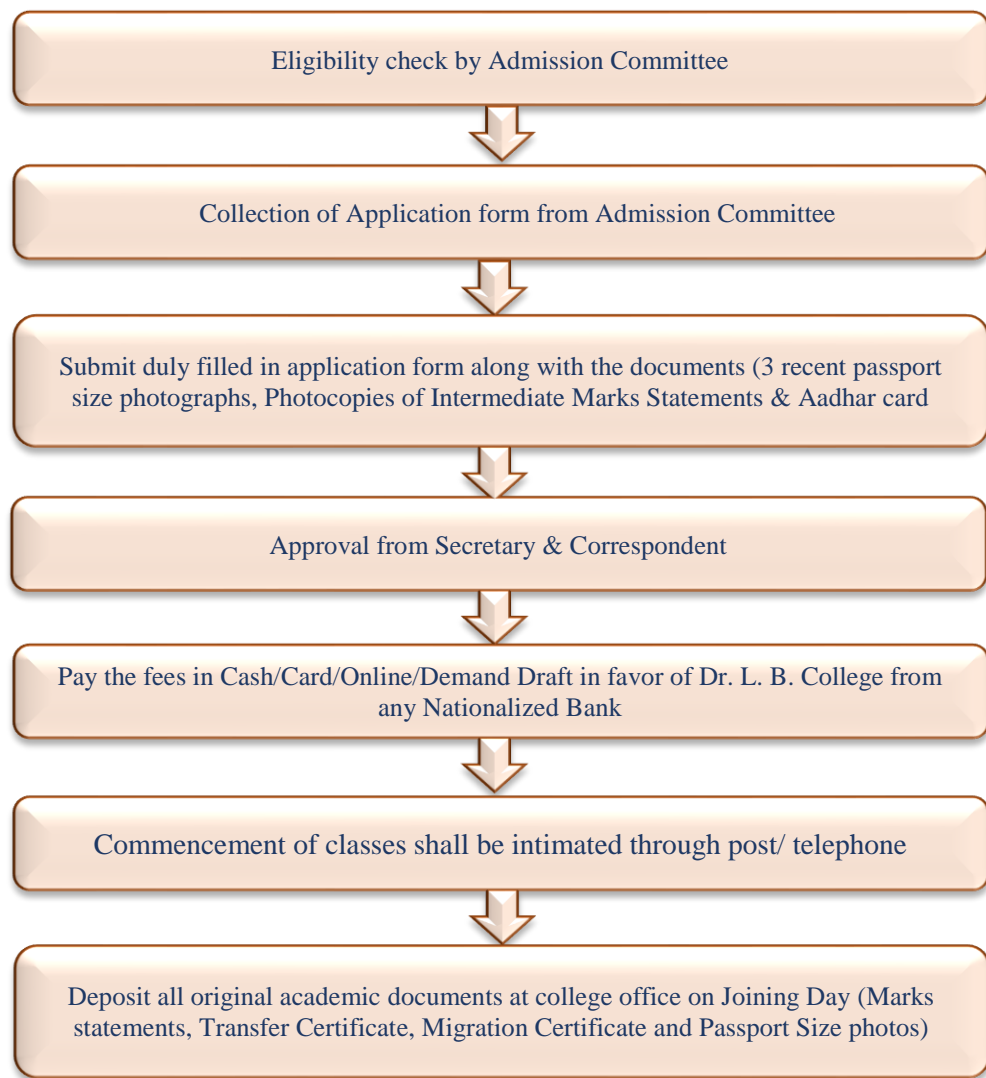 Eligibility check by Admission Committee
Collection of Application form from Admission Committee
Submit duly filled in application form along with the documents (3 recent passport
size photographs, Photocopies of Intermediate Marks Statements & Aadhar card
Approval from Secretary & Correspondent
Pay the fees in Cash/Card/Online/Demand Draft in favor of Dr. L. B. College from
any Nationalized Bank
Commencement of classes shall be intimated through post/ telephone
Deposit all original academic documents at college office on Joining Day (Marks
statements, Transfer Certificate, Migration Certificate and Passport Size photos)